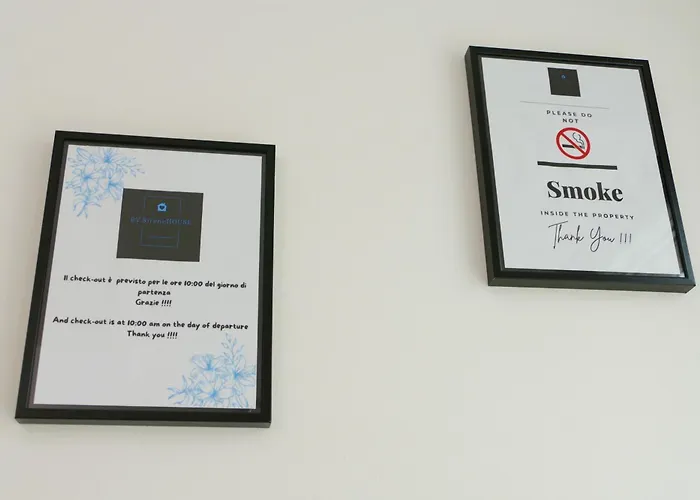 Il check-out è previsto per le ore 10:00 del giorno di
partenza
Grazie !!!!
And check-out is at 10:00 am on the day of departure
Thank you !!!!
PLEASE DO
NOT
Smoke
INSIDE THE PROPERTY
Thank You !!!